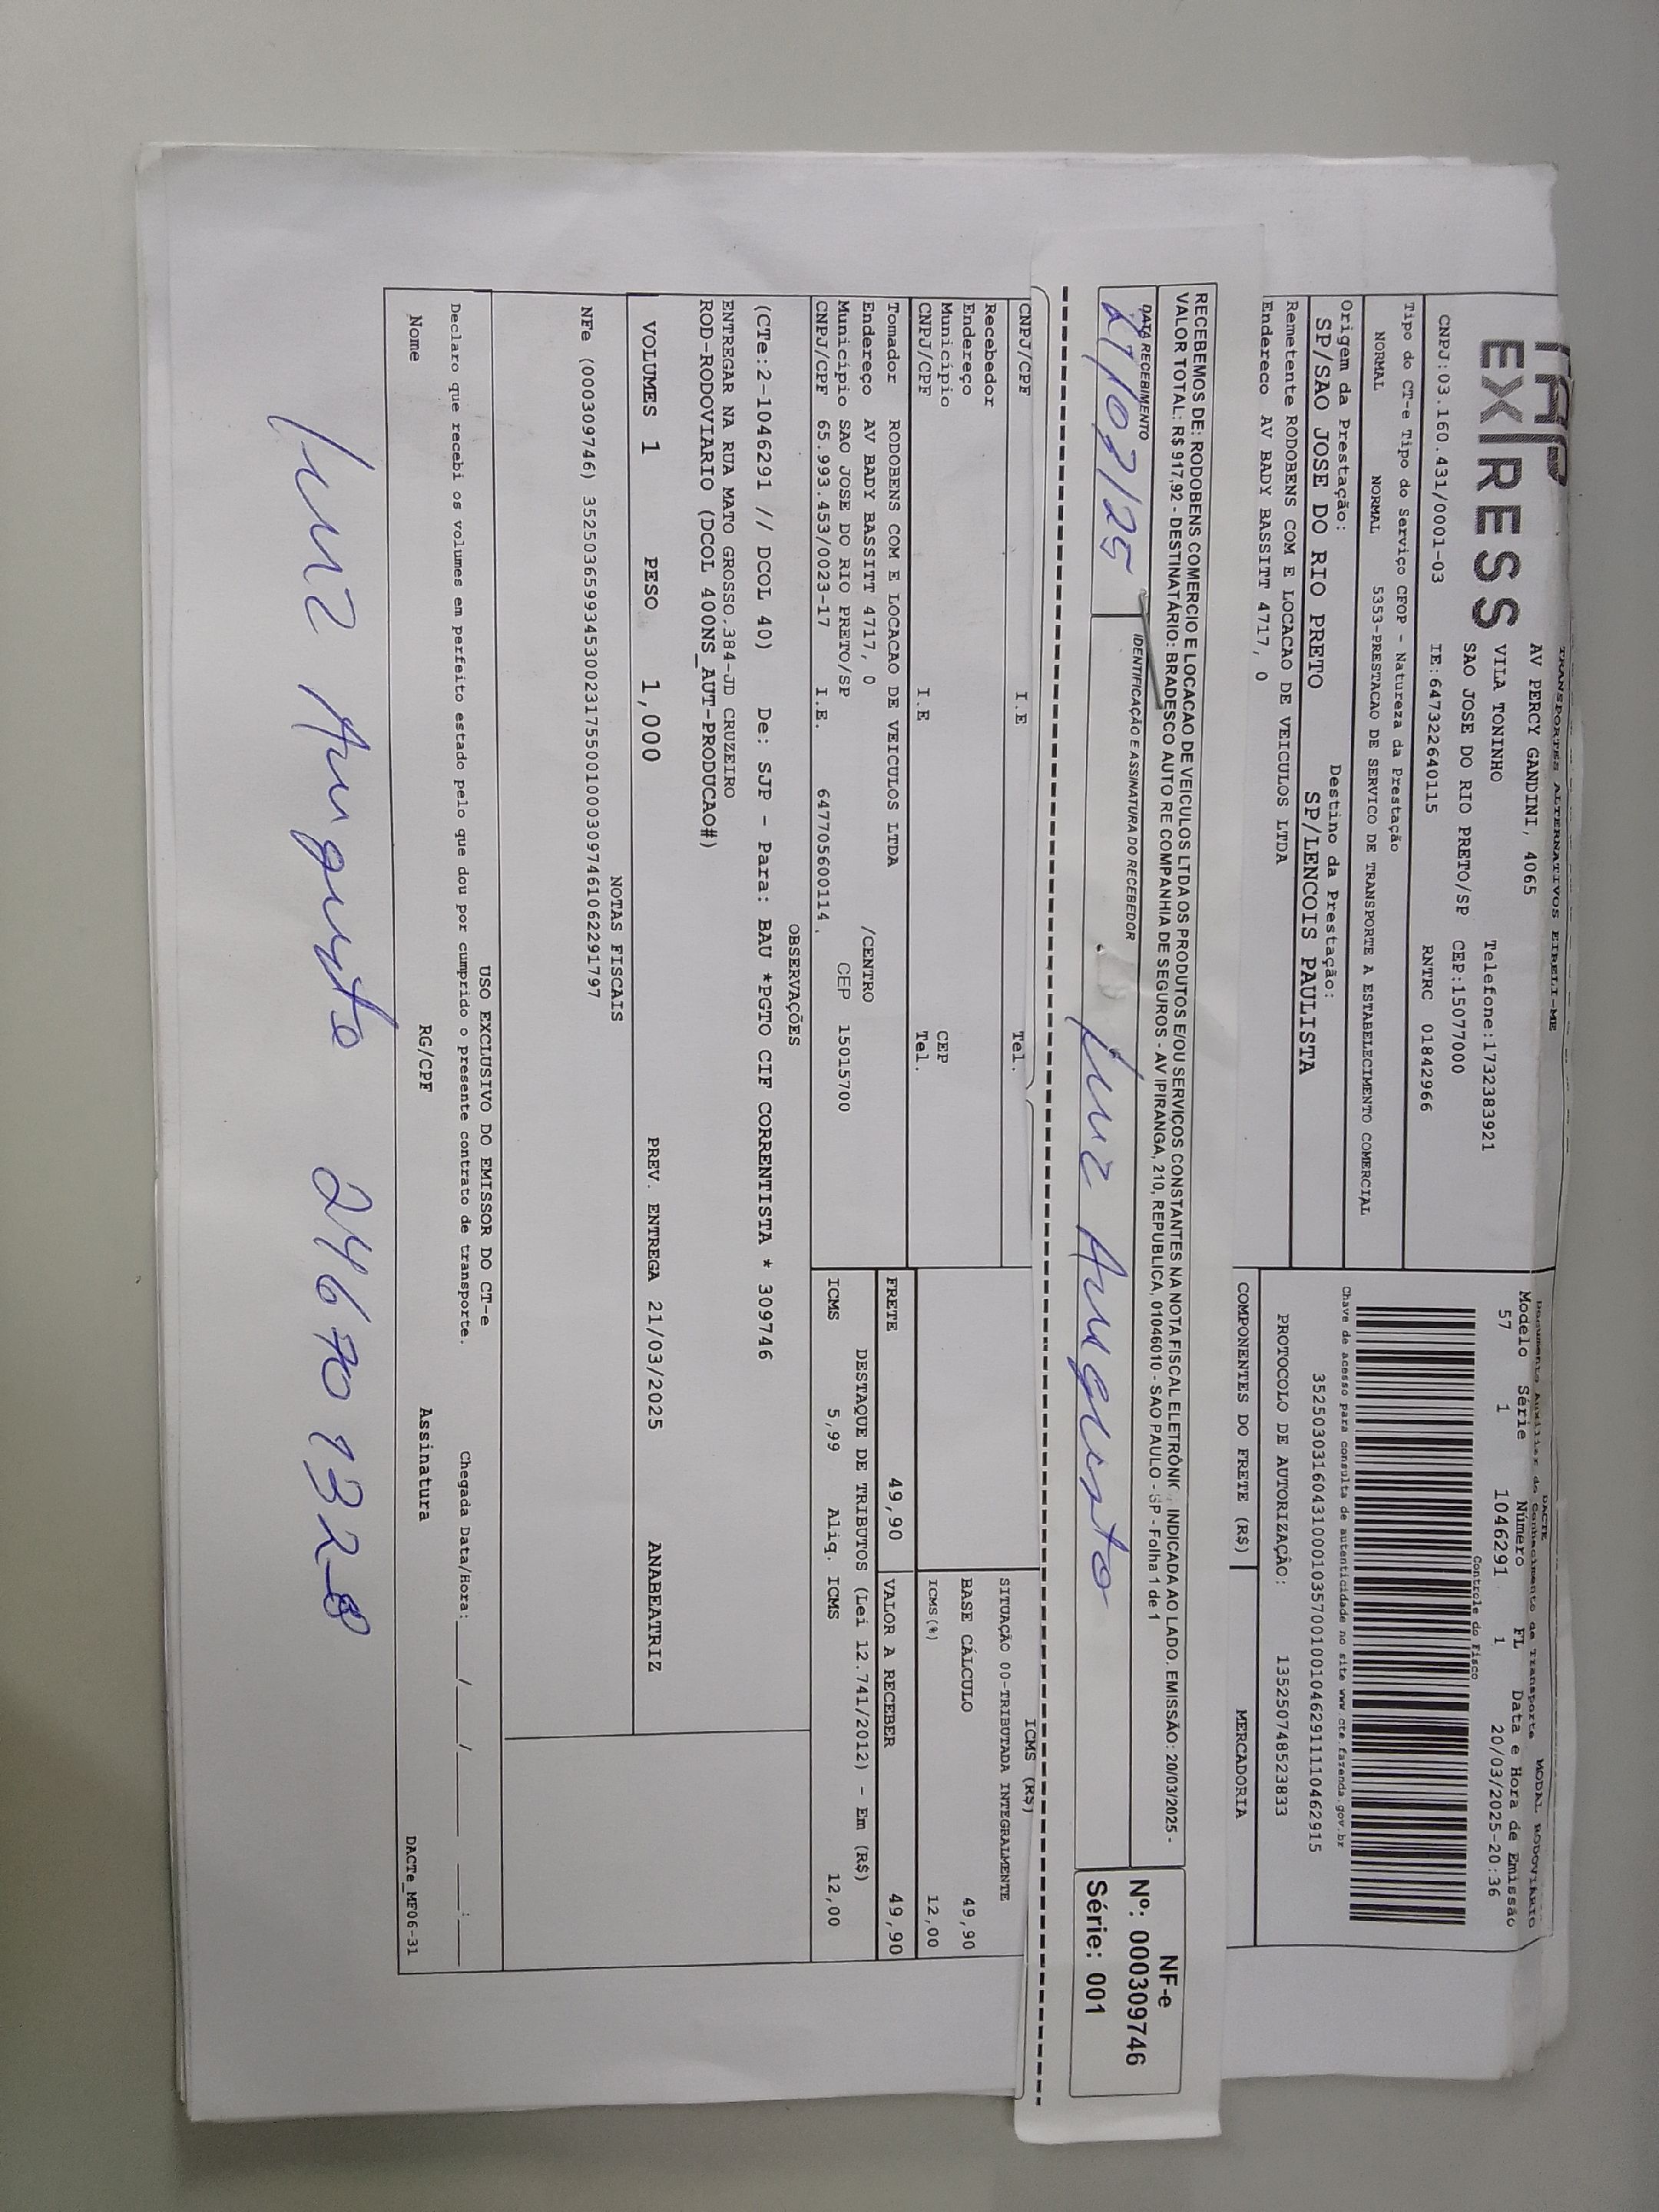 EXPRESS
TRANSPORTES ALTERNATIVOS EIRELI-ME
AV PERCY GANDINI, 4065
VILA TONINHO Telefone:1732383921
SAO JOSE DO RIO PRETO/SP CEP:15077000
CNPJ:03.160.431/0001-03 IE:647322640115 RNTRC 01842966
DACTE
Documento Auxiliar do Conhecimento de Transporte MODAL RODOVIÁRIO
Modelo Série Número FL Data e Hora de Emissão
57 1 1046291 1 20/03/2025-20:36
Controle do Fisco
Tipo do CT-e Tipo do Serviço CFOP - Natureza da Prestação
NORMAL NORMAL 5353-PRESTACAO DE SERVICO DE TRANSPORTE A ESTABELECIMENTO COMERCIAL
Chave de acesso para consulta de autenticidade no site www.cte.fazenda.gov.br
35250303160431000103570010010462911110462915
Origem da Prestação: Destino da Prestação:
SP/SAO JOSE DO RIO PRETO SP/LENCOIS PAULISTA
PROTOCOLO DE AUTORIZAÇÃO: 135250748523833
Remetente RODOBENS COM E LOCACAO DE VEICULOS LTDA
Endereco AV BADY BASSITT 4717, 0
COMPONENTES DO FRETE (R$) MERCADORIA
RECEBEMOS DE: RODOBENS COMERCIO E LOCACAO DE VEICULOS LTDA OS PRODUTOS E/OU SERVIÇOS CONSTANTES NA NOTA FISCAL ELETRÔNIC INDICADA AO LADO. EMISSÃO: 20/03/2025 -
VALOR TOTAL: R$ 917,92 - DESTINATÁRIO: BRADESCO AUTO RE COMPANHIA DE SEGUROS - AV IPIRANGA, 210, REPUBLICA, 01046010 - SAO PAULO - SP - Folha 1 de 1
DATA RECEBIMENTO IDENTIFICAÇÃO E ASSINATURA DO RECEBEDOR
Luiz Augusto
NF-e
Nº: 000309746
Série: 001
CNPJ/CPF I.E Tel.
Recebedor
Endereço
Município CEP
CNPJ/CPF I.E Tel.
ICMS (R$)
SITUAÇÃO 00-TRIBUTADA INTEGRALMENTE
BASE CÁLCULO 49,90
ICMS(%) 12,00
Tomador RODOBENS COM E LOCACAO DE VEICULOS LTDA
Endereço AV BADY BASSITT 4717, 0 /CENTRO
Município SAO JOSE DO RIO PRETO/SP CEP 15015700
CNPJ/CPF 65.993.453/0023-17 I.E. 647705600114
FRETE 49,90 VALOR A RECEBER 49,90
DESTAQUE DE TRIBUTOS (Lei 12.741/2012) - Em (R$)
ICMS 5,99 Aliq. ICMS 12,00
OBSERVAÇÕES
(CTe:2-1046291 // DCOL 40) De: SJP - Para: BAU *PGTO CIF CORRENTISTA * 309746
ENTREGAR NA RUA MATO GROSSO,384-JD CRUZEIRO
ROD-RODOVIARIO (DCOL 400NS_AUT-PRODUCAO#)
VOLUMES 1 PESO 1,000 PREV. ENTREGA 21/03/2025 ANABEATRIZ
NOTAS FISCAIS
NFe (000309746) 35250365993453002317550010003097461062291797
USO EXCLUSIVO DO EMISSOR DO CT-e
Declaro que recebi os volumes em perfeito estado pelo que dou por cumprido o presente contrato de transporte. Chegada Data/Hora:____/____/______ ____:____
Nome RG/CPF Assinatura DACTe_MF06-31
Luiz Augusto